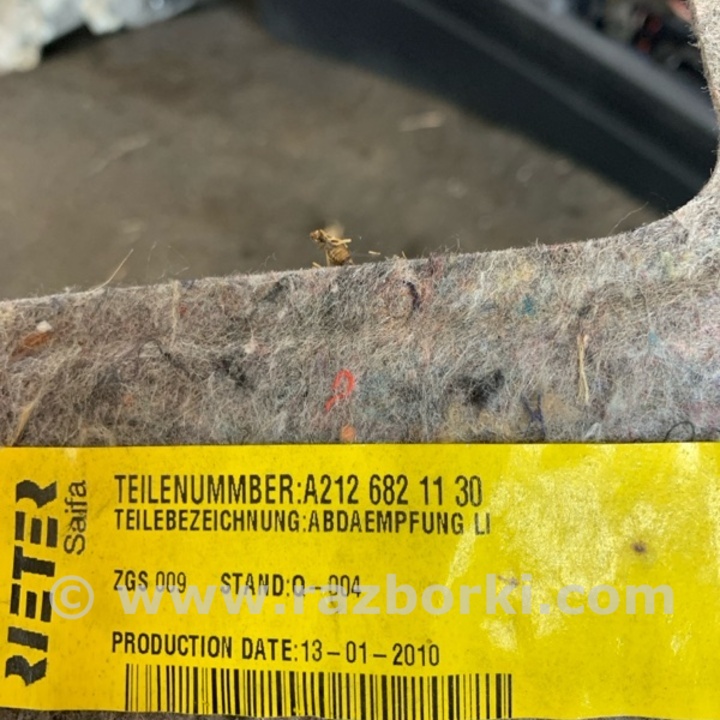 RIETER
Saifa
TEILENUMMBER:A212 682 11 30
TEILEBEZEICHNUNG:ABDAEMPFUNG LI
ZGS 009 STAND:Q-004
© www.razborki.com
PRODUCTION DATE:13-01-2010